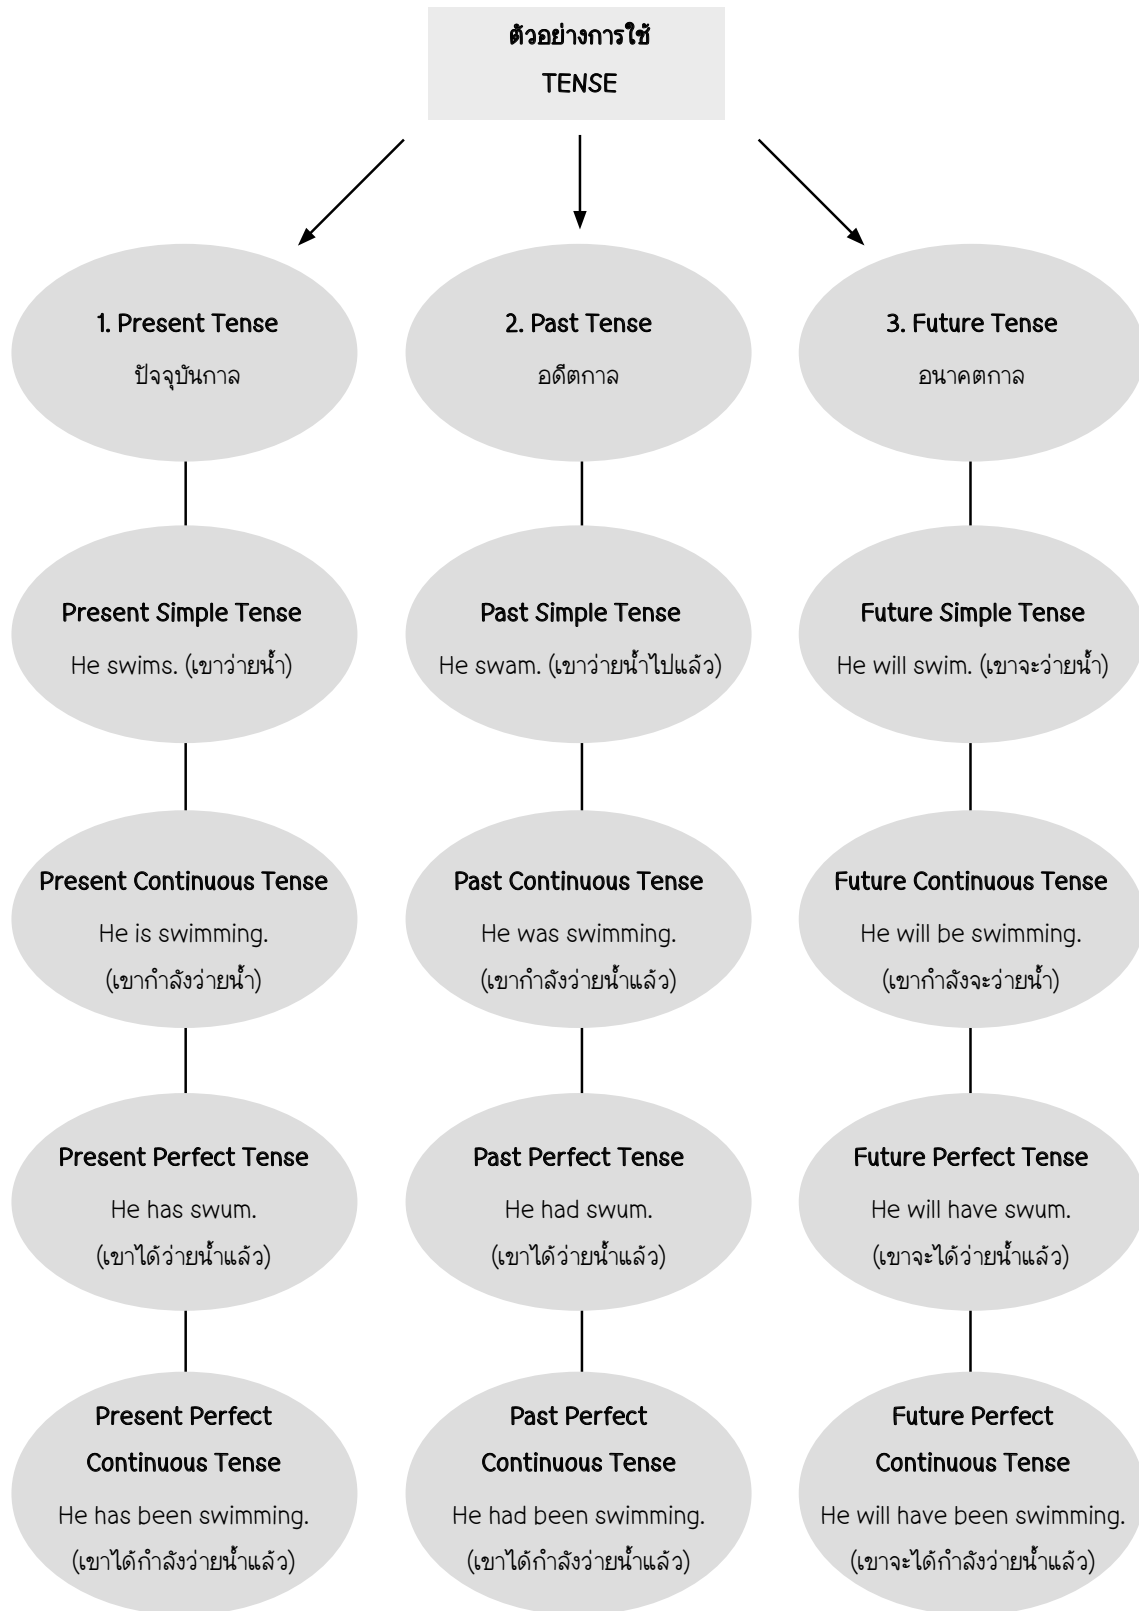 ตัวอย่างการใช้
TENSE
1. Present Tense
ปัจจุบันกาล
2. Past Tense
อดีตกาล
3. Future Tense
อนาคตกาล
Present Simple Tense
He swims. (เขาว่ายน้ำ)
Past Simple Tense
He swam. (เขาว่ายน้ำไปแล้ว)
Future Simple Tense
He will swim. (เขาจะว่ายน้ำ)
Present Continuous Tense
He is swimming.
(เขากำลังว่ายน้ำ)
Past Continuous Tense
He was swimming.
(เขากำลังว่ายน้ำแล้ว)
Future Continuous Tense
He will be swimming.
(เขากำลังจะว่ายน้ำ)
Present Perfect Tense
He has swum.
(เขาได้ว่ายน้ำแล้ว)
Past Perfect Tense
He had swum.
(เขาได้ว่ายน้ำแล้ว)
Future Perfect Tense
He will have swum.
(เขาจะได้ว่ายน้ำแล้ว)
Present Perfect
Continuous Tense
He has been swimming.
(เขาได้กำลังว่ายน้ำแล้ว)
Past Perfect
Continuous Tense
He had been swimming.
(เขาได้กำลังว่ายน้ำแล้ว)
Future Perfect
Continuous Tense
He will have been swimming.
(เขาจะได้กำลังว่ายน้ำแล้ว)